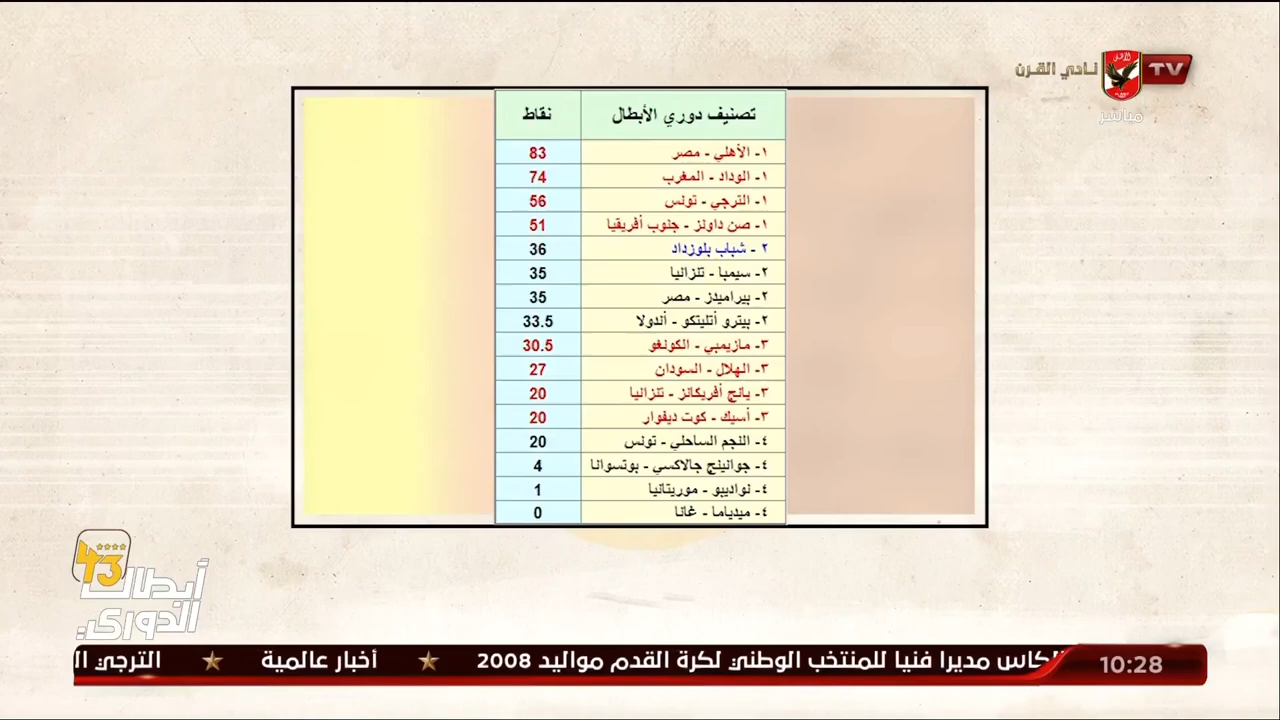 نادي القرن
TV
مباشر
تصنيف دوري الأبطال نقاط
١- الأهلي - مصر 83
١- الوداد - المغرب 74
١- الترجي - تونس 56
١- صن داونز - جنوب أفريقيا 51
٢ - شباب بلوزداد 36
٢- سيمبا - تنزانيا 35
٢- بيراميدز - مصر 35
٢- بيترو أتليتكو - أندولا 33.5
٣- مازيمبي - الكونغو 30.5
٣- الهلال - السودان 27
٣- يانج أفريكانز - تنزانيا 20
٣- أسيك - كوت ديفوار 20
٤- النجم الساحلي - تونس 20
٤- جوانينج جالاكسي - بوتسوانا 4
٤- نواديبو - موريتانيا 1
٤- ميدياما - غانا 0
43
أبطال
الدوري
10:28 الكاس مديرا فنيا للمنتخب الوطني لكرة القدم مواليد 2008 أخبار عالمية الترجي